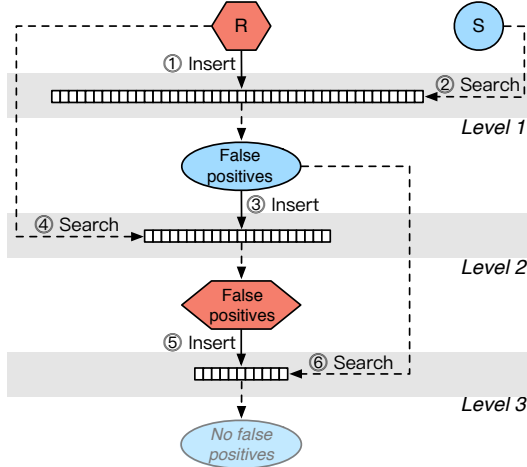 R
S
① Insert
② Search
Level 1
False
positives
③ Insert
④ Search
Level 2
False
positives
⑤ Insert
⑥ Search
Level 3
No false
positives